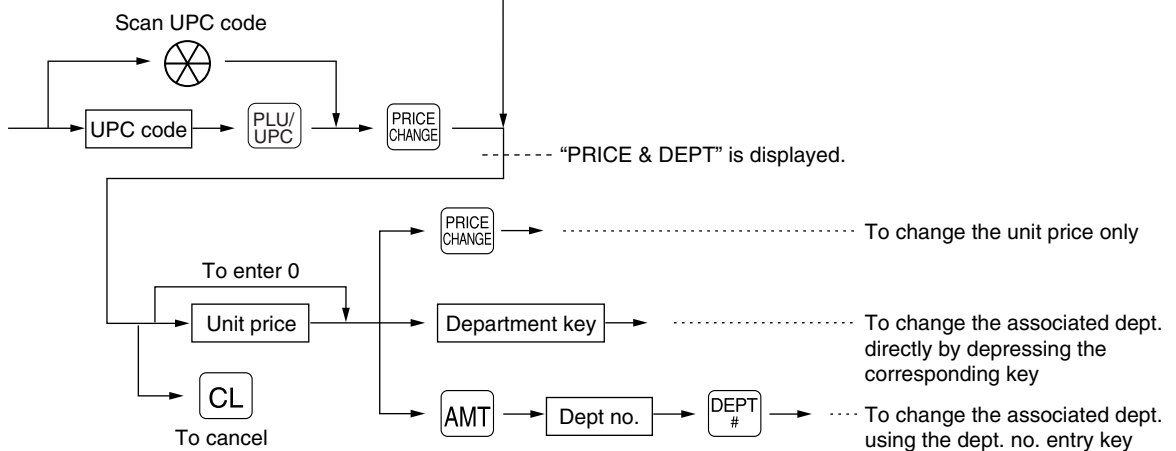 Scan UPC code
UPC code
PLU/
UPC
PRICE
CHANGE
“PRICE & DEPT” is displayed.
PRICE
CHANGE
To change the unit price only
To enter 0
Unit price
Department key
To change the associated dept.
directly by depressing the
corresponding key
CL
To cancel
AMT
Dept no.
DEPT
#
To change the associated dept.
using the dept. no. entry key